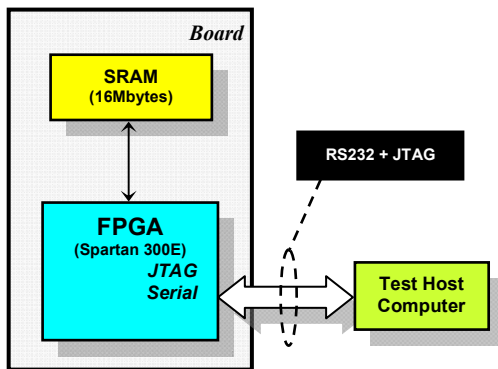 Board
SRAM
(16Mbytes)
RS232 + JTAG
FPGA
(Spartan 300E)
JTAG
Serial
Test Host
Computer